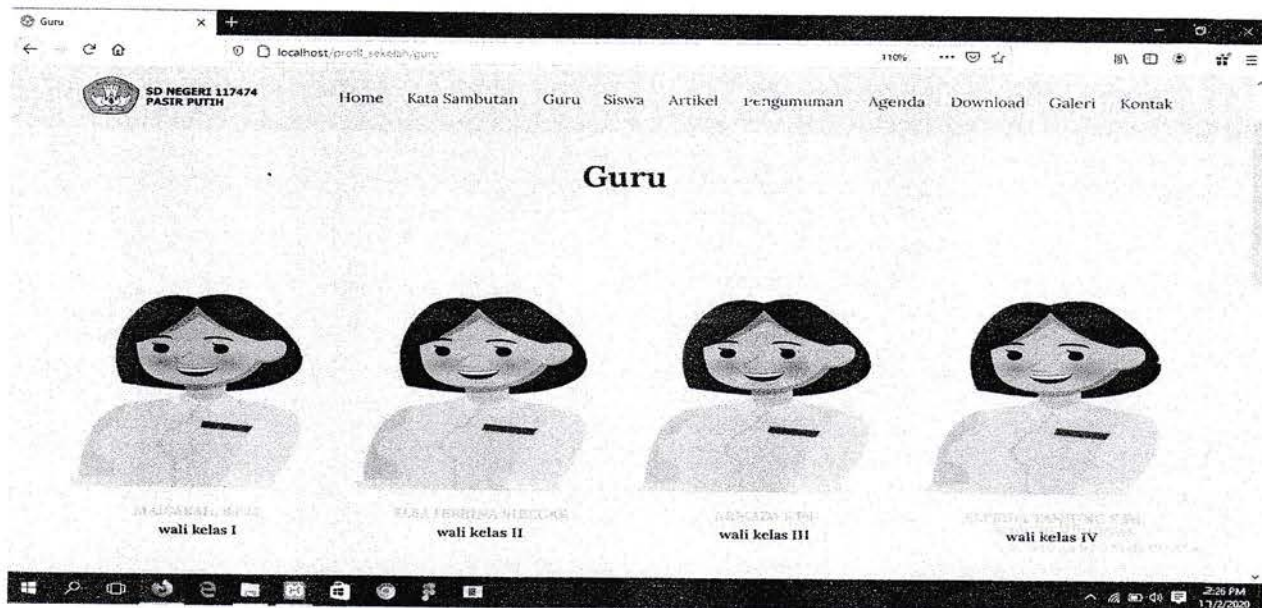 Guru
localhost/profil_sekolah/guru
110%
SD NEGERI 117474
PASIR PUTIH
Home Kata Sambutan Guru Siswa Artikel Pengumuman Agenda Download Galeri Kontak
Guru
wali kelas I
wali kelas II
wali kelas III
wali kelas IV
2:26 PM